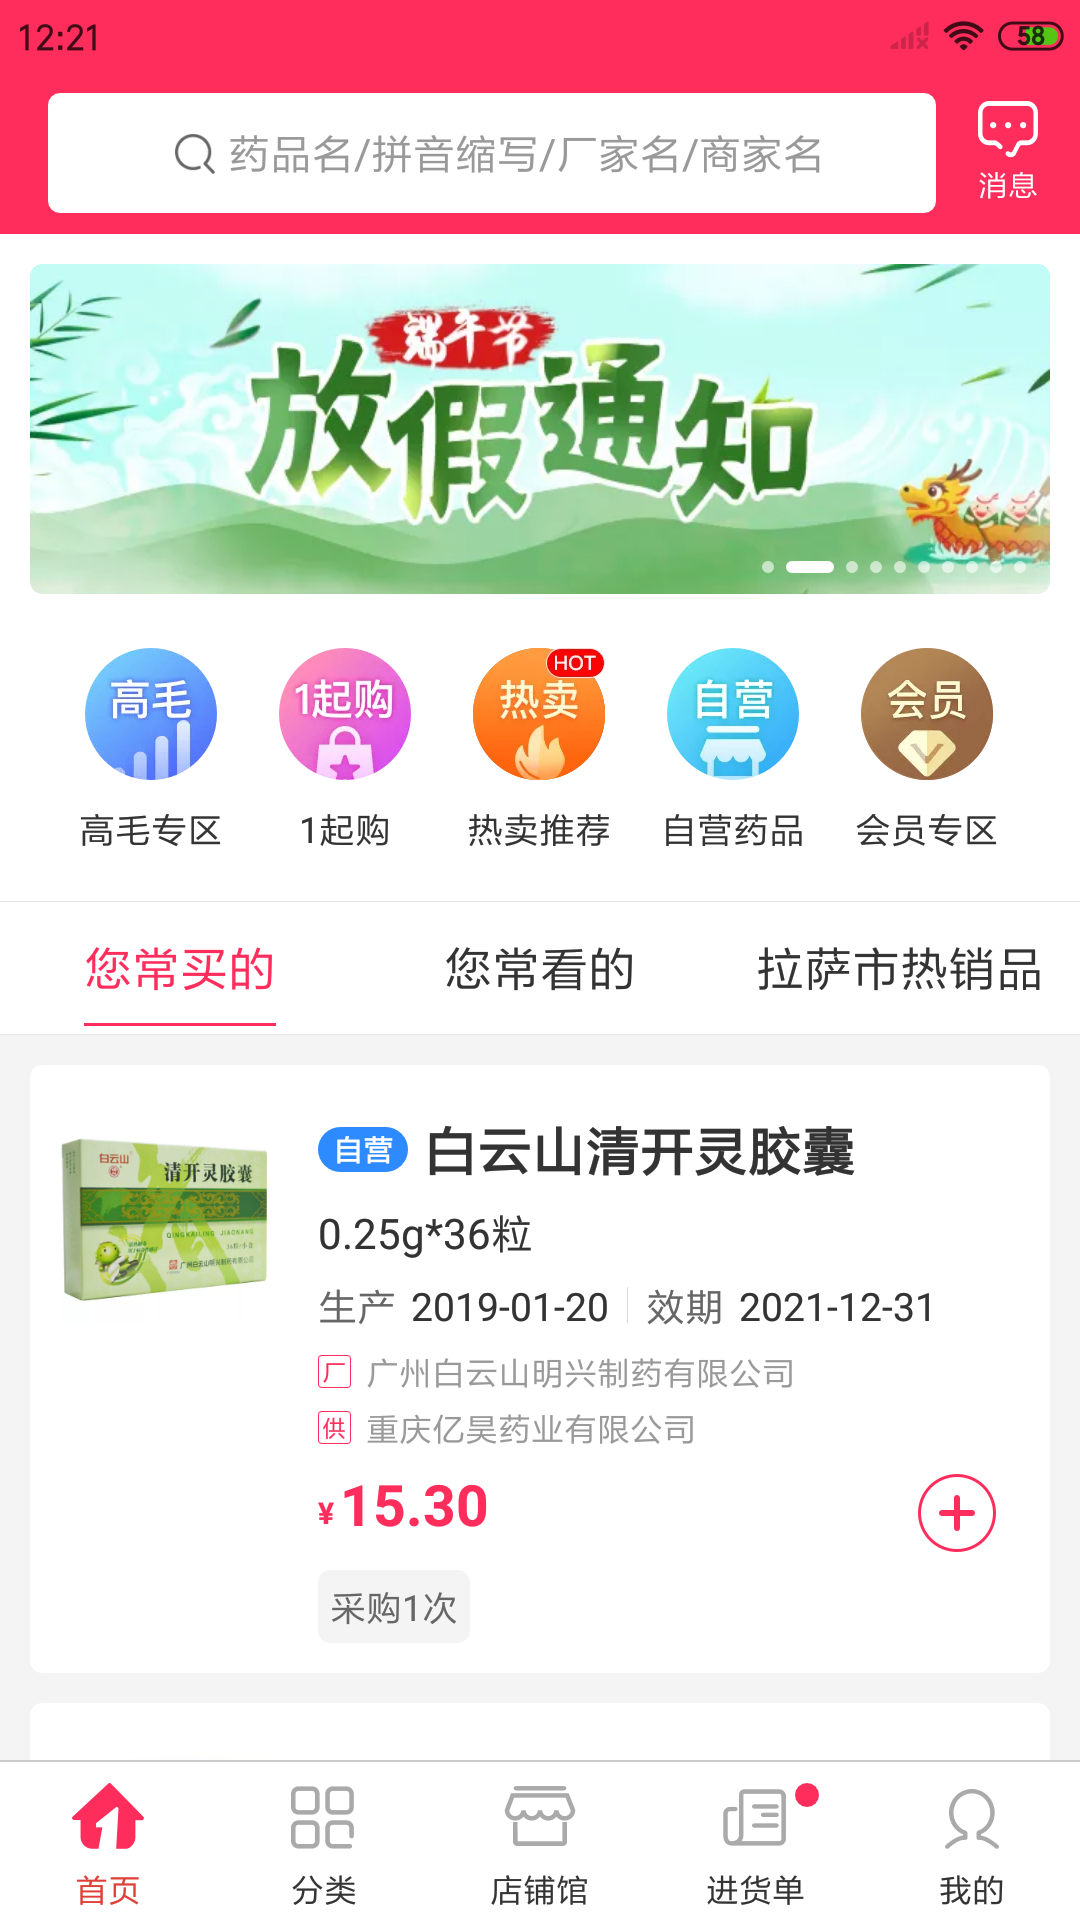 12:21
58
药品名/拼音缩写/厂家名/商家名
消息
端午节
放假通知
高毛
1起购
热卖
HOT
自营
会员
高毛专区
1起购
热卖推荐
自营药品
会员专区
您常买的
您常看的
拉萨市热销品
白云山
清开灵胶囊
QINGKAILING JIAONANG
自营 白云山清开灵胶囊
0.25g*36粒
生产 2019-01-20
效期 2021-12-31
厂 广州白云山明兴制药有限公司
供 重庆亿昊药业有限公司
¥15.30
采购1次
首页
分类
店铺馆
进货单
我的